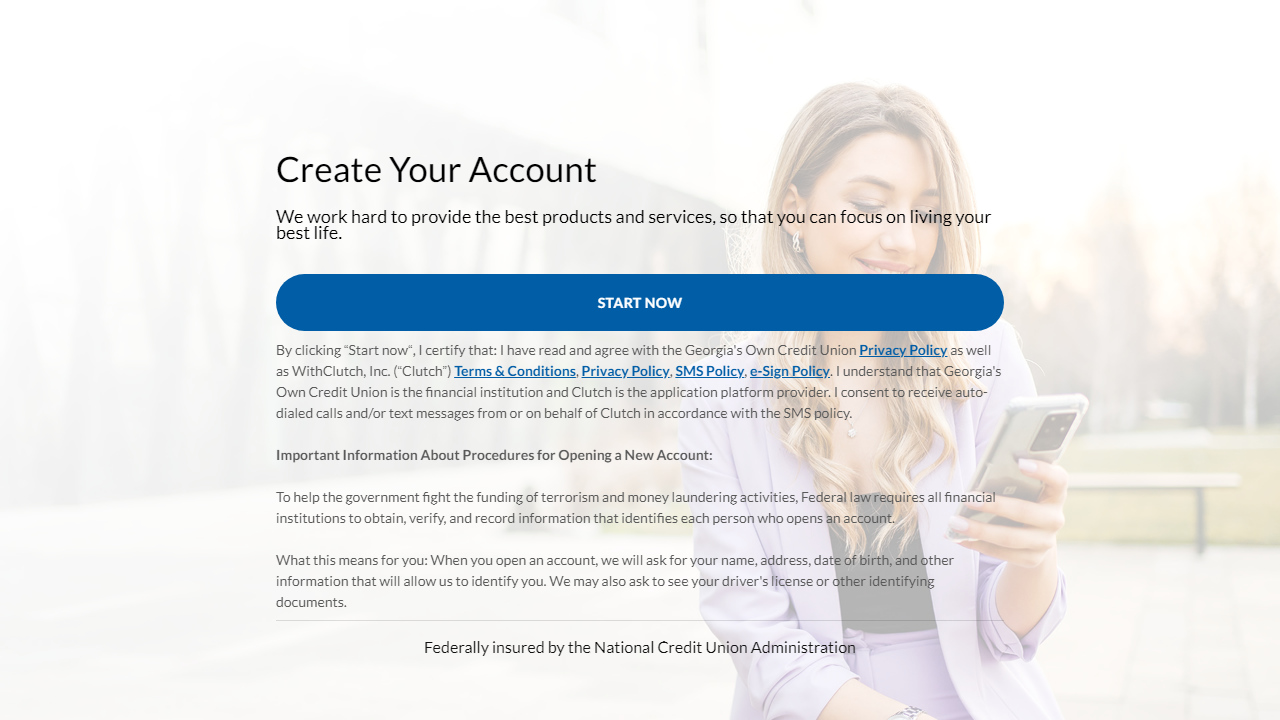 Create Your Account
We work hard to provide the best products and services, so that you can focus on living your
best life.
START NOW
By clicking “Start now“, I certify that: I have read and agree with the Georgia's Own Credit Union Privacy Policy as well
as WithClutch, Inc. (“Clutch”) Terms & Conditions, Privacy Policy, SMS Policy, e-Sign Policy. I understand that Georgia's
Own Credit Union is the financial institution and Clutch is the application platform provider. I consent to receive auto-
dialed calls and/or text messages from or on behalf of Clutch in accordance with the SMS policy.
Important Information About Procedures for Opening a New Account:
To help the government fight the funding of terrorism and money laundering activities, Federal law requires all financial
institutions to obtain, verify, and record information that identifies each person who opens an account.
What this means for you: When you open an account, we will ask for your name, address, date of birth, and other
information that will allow us to identify you. We may also ask to see your driver's license or other identifying
documents.
Federally insured by the National Credit Union Administration